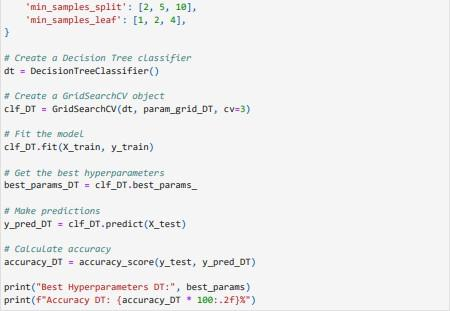 'min_samples_split': [2, 5, 10],
    'min_samples_leaf': [1, 2, 4],
}
# Create a Decision Tree classifier
dt = DecisionTreeClassifier()
# Create a GridSearchCV object
clf_DT = GridSearchCV(dt, param_grid_DT, cv=3)
# Fit the model
clf_DT.fit(X_train, y_train)
# Get the best hyperparameters
best_params_DT = clf_DT.best_params_
# Make predictions
y_pred_DT = clf_DT.predict(X_test)
# Calculate accuracy
accuracy_DT = accuracy_score(y_test, y_pred_DT)
print("Best Hyperparameters DT:", best_params)
print(f"Accuracy DT: {accuracy_DT * 100:.2f}%")